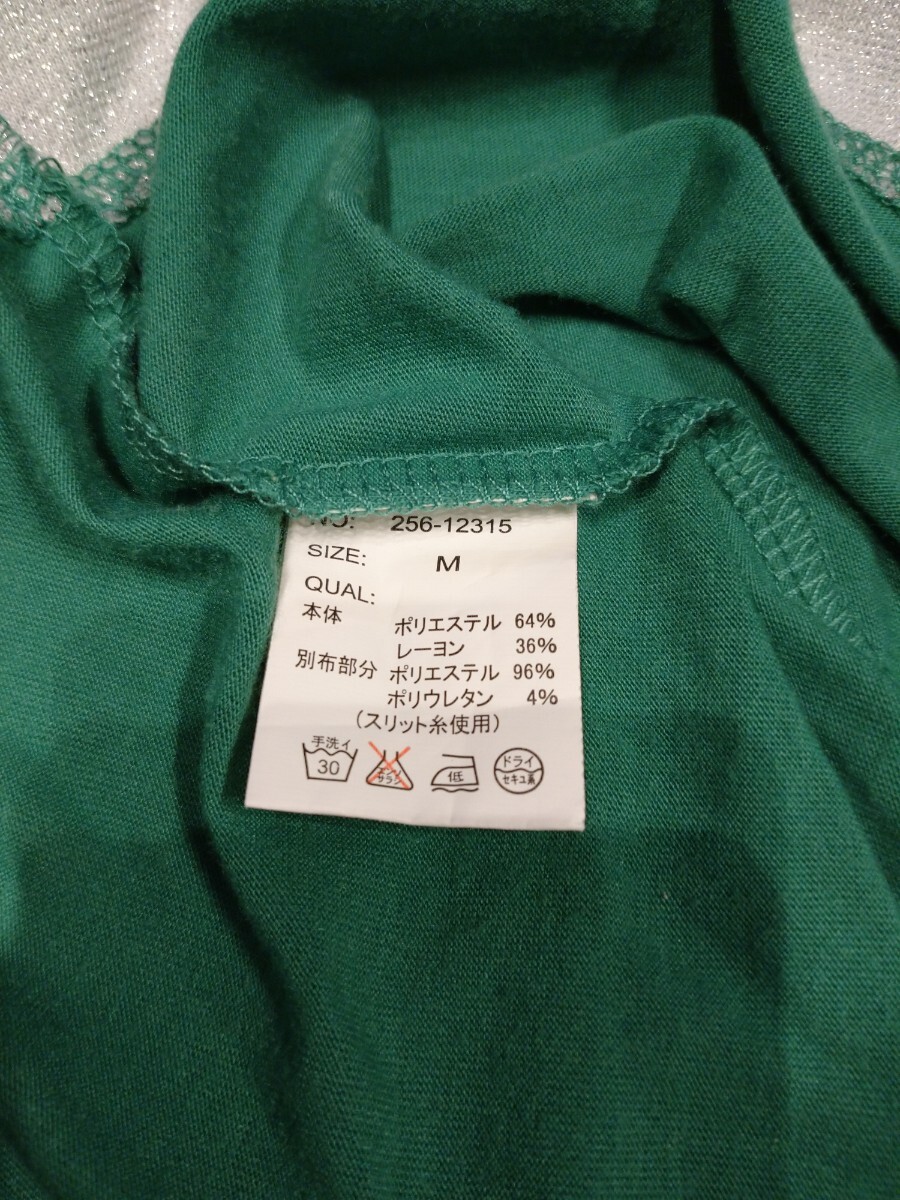 NO: 256-12315
SIZE: M
QUAL:
本体 ポリエステル 64%
レーヨン 36%
別布部分 ポリエステル 96%
ポリウレタン 4%
(スリット糸使用)
手洗イ 30
エンソ サラシ
低
ドライ セキユ系